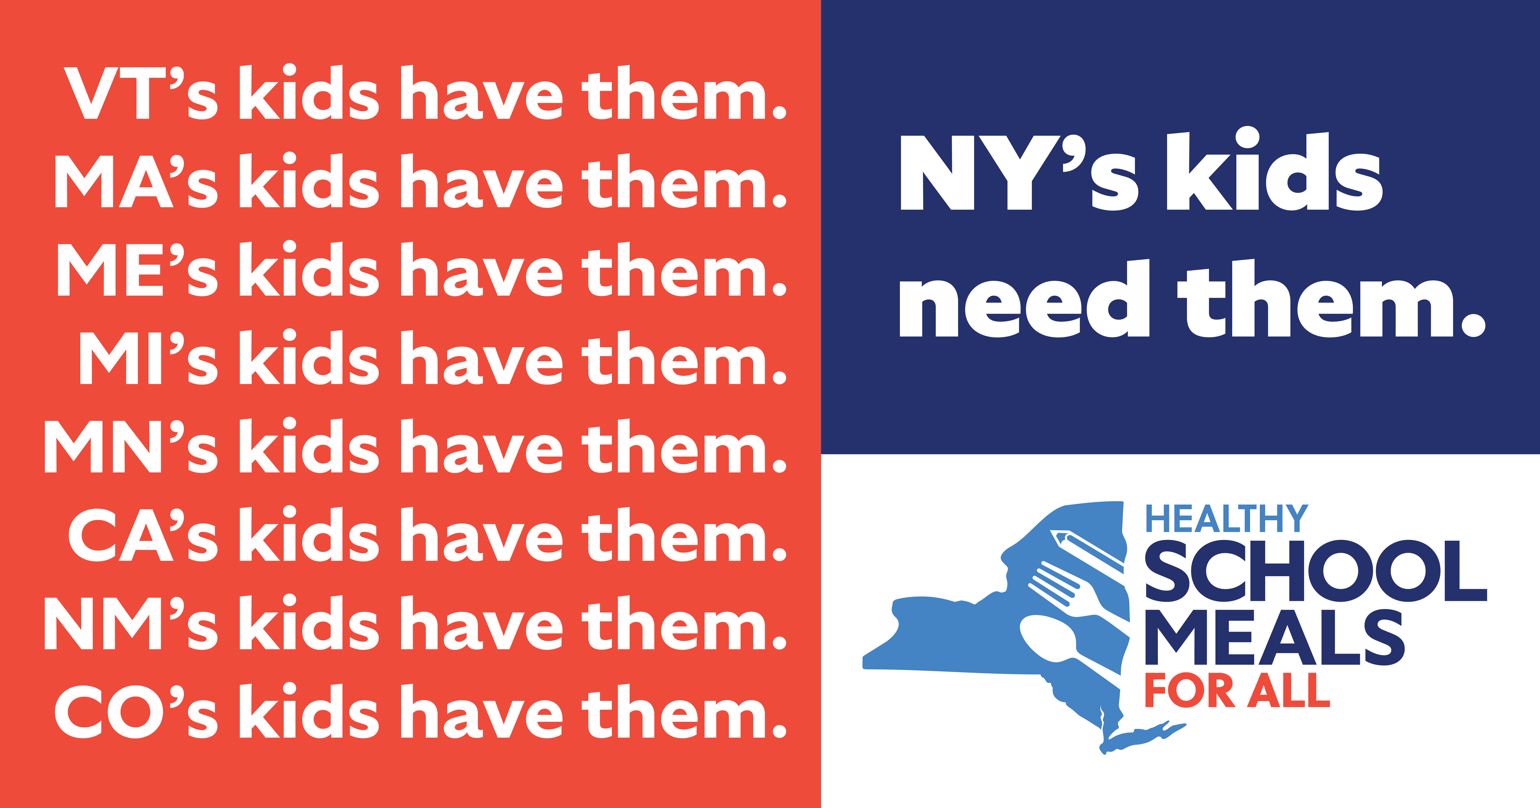 VT’s kids have them.
MA’s kids have them.
ME’s kids have them.
MI’s kids have them.
MN’s kids have them.
CA’s kids have them.
NM’s kids have them.
CO’s kids have them.
NY’s kids
need them.
HEALTHY
SCHOOL
MEALS
FOR ALL